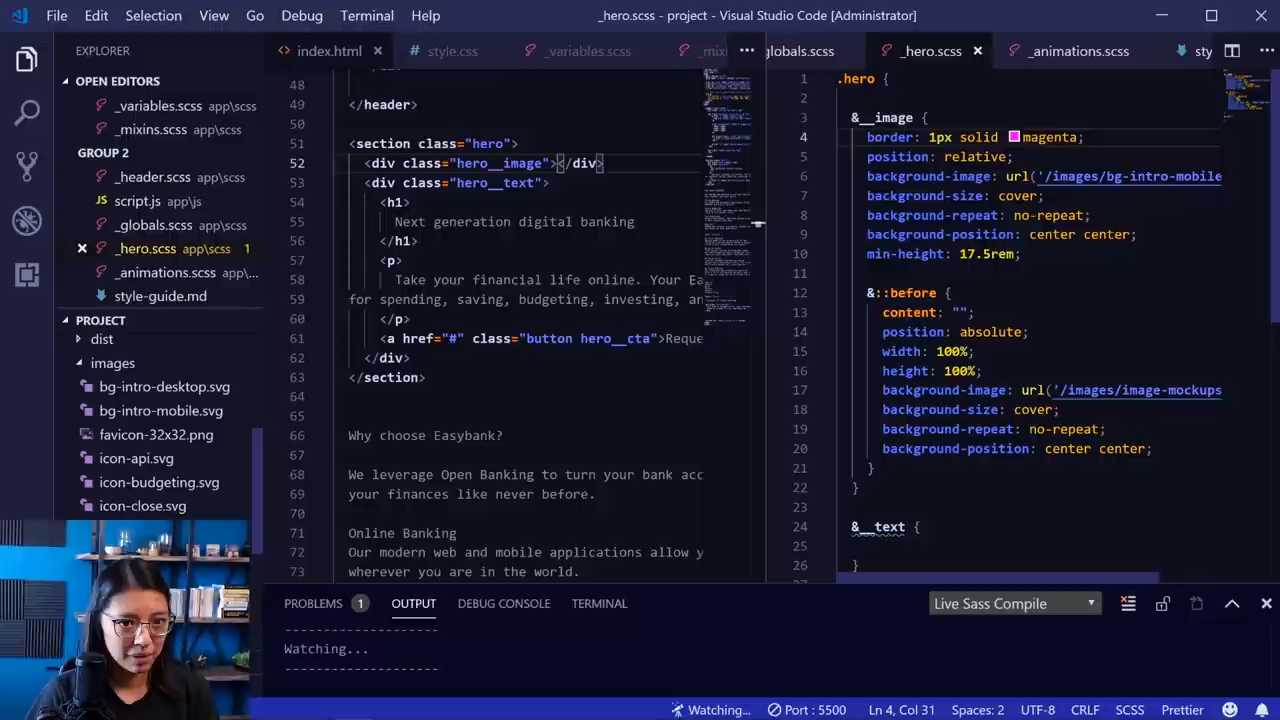 File Edit Selection View Go Debug Terminal Help
_hero.scss - project - Visual Studio Code [Administrator]
EXPLORER
OPEN EDITORS
_variables.scss app\scss
_mixins.scss app\scss
GROUP 2
_header.scss app\scss
script.js app\js
_globals.scss app\scss
_hero.scss app\scss 1
_animations.scss app\...
style-guide.md
PROJECT
dist
images
bg-intro-desktop.svg
bg-intro-mobile.svg
favicon-32x32.png
icon-api.svg
icon-budgeting.svg
icon-close.svg
index.html style.css _variables.scss _mixi
48
49 </header>
50
51 <section class="hero">
52 <div class="hero__image"></div>
53 <div class="hero__text">
54 <h1>
55 Next generation digital banking
56 </h1>
57 <p>
58 Take your financial life online. Your Ea
59 for spending, saving, budgeting, investing, an
60 </p>
61 <a href="#" class="button hero__cta">Reque
62 </div>
63 </section>
64
65
66 Why choose Easybank?
67
68 We leverage Open Banking to turn your bank acc
69 your finances like never before.
70
71 Online Banking
72 Our modern web and mobile applications allow y
73 wherever you are in the world.
globals.scss _hero.scss _animations.scss sty
1 .hero {
2
3 &__image {
4 border: 1px solid magenta;
5 position: relative;
6 background-image: url('/images/bg-intro-mobile
7 background-size: cover;
8 background-repeat: no-repeat;
9 background-position: center center;
10 min-height: 17.5rem;
11
12 &::before {
13 content: "";
14 position: absolute;
15 width: 100%;
16 height: 100%;
17 background-image: url('/images/image-mockups
18 background-size: cover;
19 background-repeat: no-repeat;
20 background-position: center center;
21 }
22 }
23
24 &__text {
25
26 }
27
PROBLEMS 1 OUTPUT DEBUG CONSOLE TERMINAL
Live Sass Compile
--------------------
Watching...
--------------------
Watching... Port : 5500 Ln 4, Col 31 Spaces: 2 UTF-8 CRLF SCSS Prettier